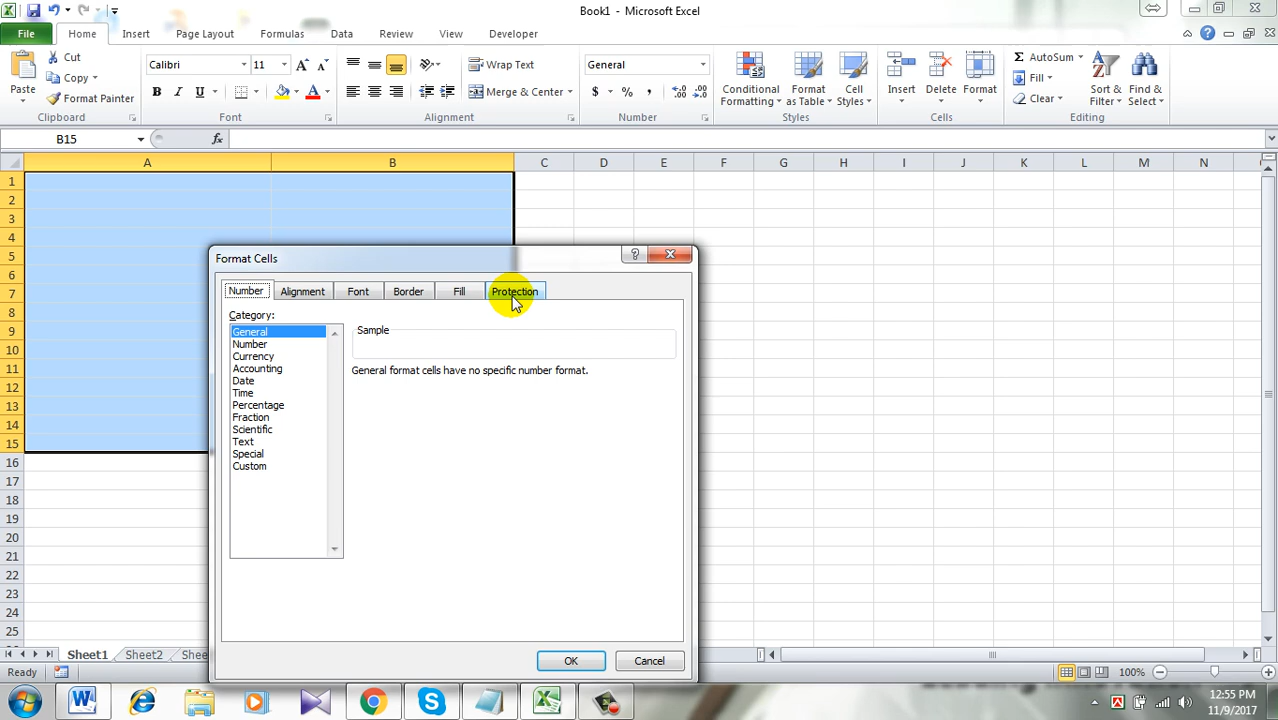 Book1 - Microsoft Excel
File Home Insert Page Layout Formulas Data Review View Developer
Paste
Cut
Copy
Format Painter
Clipboard
Calibri 11
B I U
Font
Wrap Text
Merge & Center
Alignment
General
$ % ,
Number
Conditional Formatting
Format as Table
Cell Styles
Styles
Insert Delete Format
Cells
AutoSum
Fill
Clear
Sort & Filter
Find & Select
Editing
B15 fx
A B C D E F G H I J K L M N
1
2
3
4
5
6
7
8
9
10
11
12
13
14
15
16
17
18
19
20
21
22
23
24
25
Format Cells
Number Alignment Font Border Fill Protection
Category:
General
Number
Currency
Accounting
Date
Time
Percentage
Fraction
Scientific
Text
Special
Custom
Sample
General format cells have no specific number format.
OK Cancel
Sheet1 Sheet2
Ready 100%
12:55 PM
11/9/2017